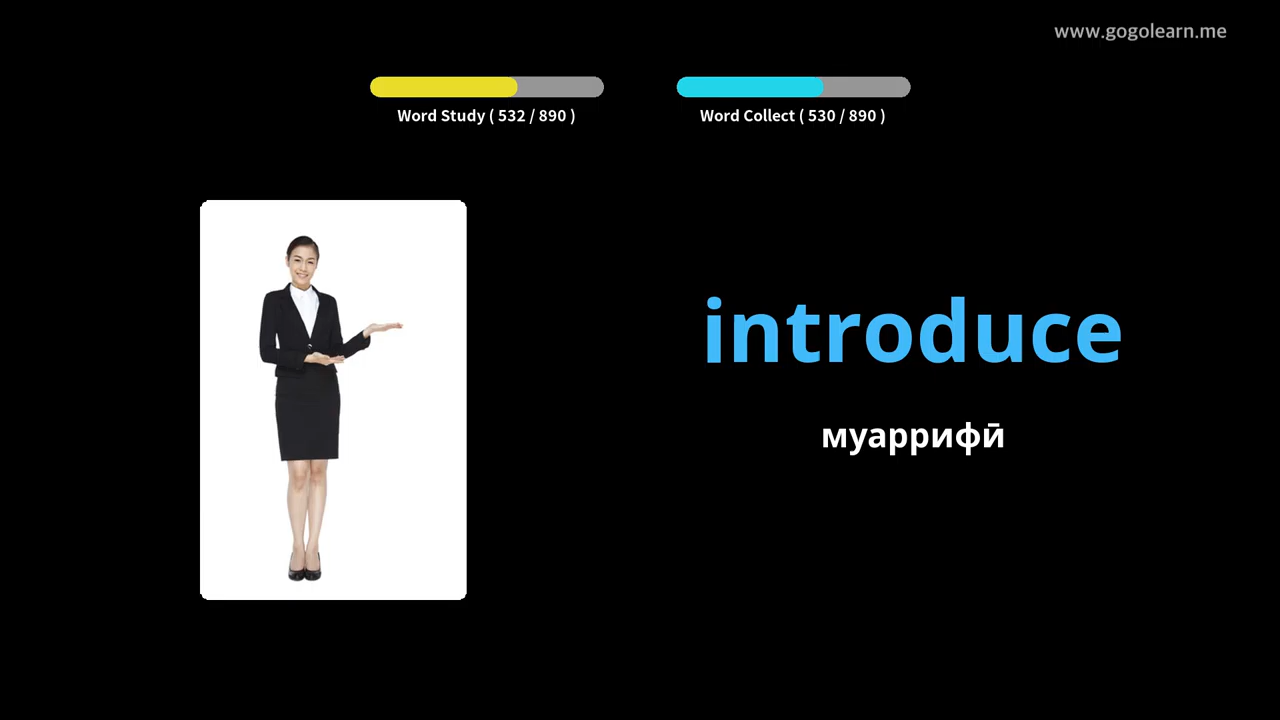 www.gogolearn.me
Word Study ( 532 / 890 )
Word Collect ( 530 / 890 )
introduce
муаррифӣ